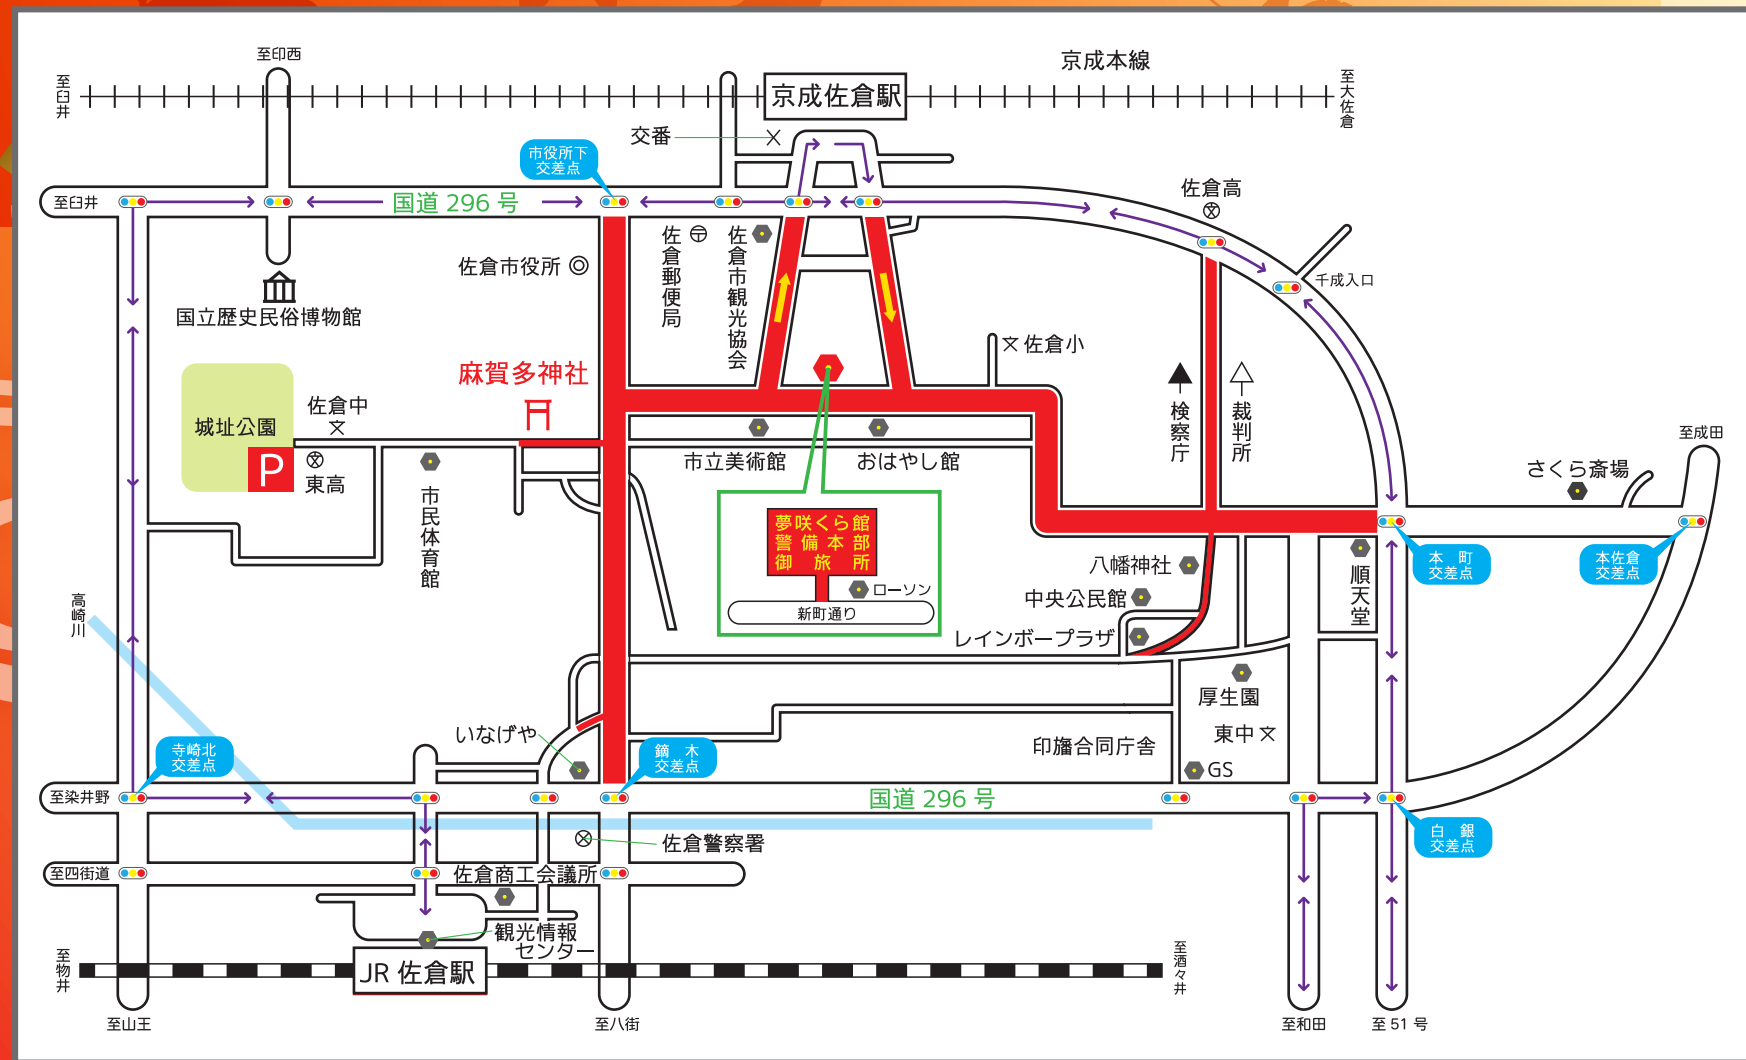 至印西
京成本線
至臼井
京成佐倉駅
至大佐倉
交番
市役所下
交差点
佐倉高
至臼井
国道 296 号
佐倉郵便局
佐倉市観光協会
佐倉市役所
千成入口
国立歴史民俗博物館
佐倉小
麻賀多神社
検察庁
裁判所
佐倉中
城址公園
P
東高
市立美術館
おはやし館
至成田
さくら斎場
市民体育館
夢咲くら館
警備本部
御旅所
ローソン
新町通り
八幡神社
中央公民館
レインボープラザ
順天堂
本町
交差点
本佐倉
交差点
高崎川
厚生園
東中
いなげや
印旛合同庁舎
GS
寺崎北
交差点
鏑木
交差点
至染井野
国道 296 号
白銀
交差点
佐倉警察署
至四街道
佐倉商工会議所
観光情報
センター
至物井
JR 佐倉駅
至酒々井
至山王
至八街
至和田
至 51 号